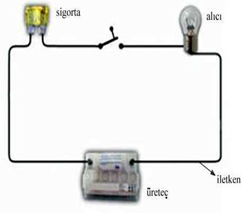 sigorta
alıcı
üreteç
iletken